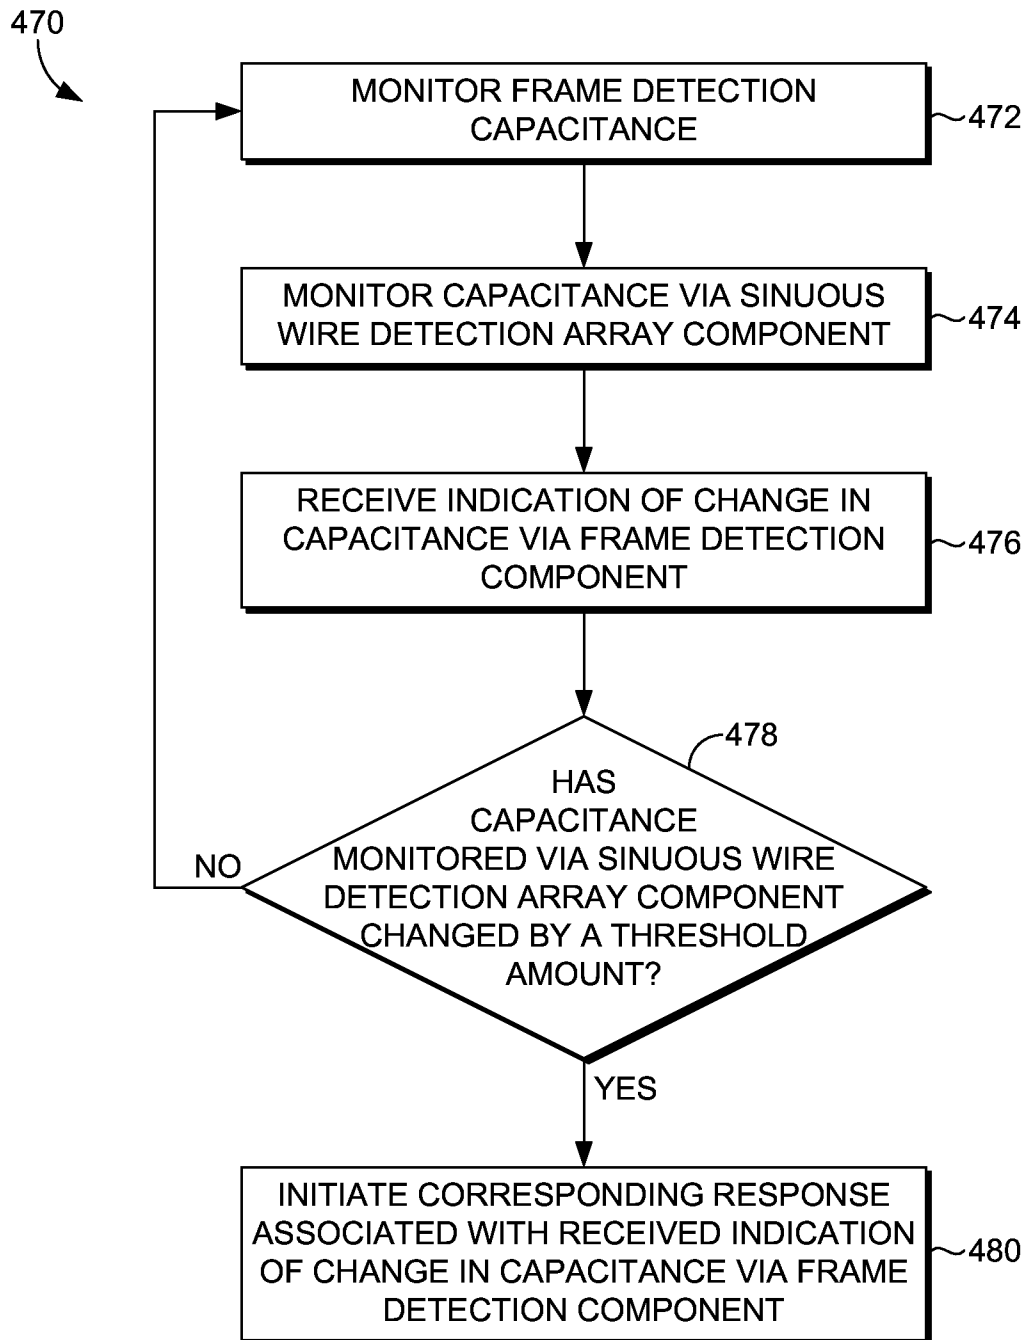 470
MONITOR FRAME DETECTION
CAPACITANCE
472
MONITOR CAPACITANCE VIA SINUOUS
WIRE DETECTION ARRAY COMPONENT
474
RECEIVE INDICATION OF CHANGE IN
CAPACITANCE VIA FRAME DETECTION
COMPONENT
476
478
HAS
CAPACITANCE
MONITORED VIA SINUOUS WIRE
DETECTION ARRAY COMPONENT
CHANGED BY A THRESHOLD
AMOUNT?
NO
YES
INITIATE CORRESPONDING RESPONSE
ASSOCIATED WITH RECEIVED INDICATION
OF CHANGE IN CAPACITANCE VIA FRAME
DETECTION COMPONENT
480